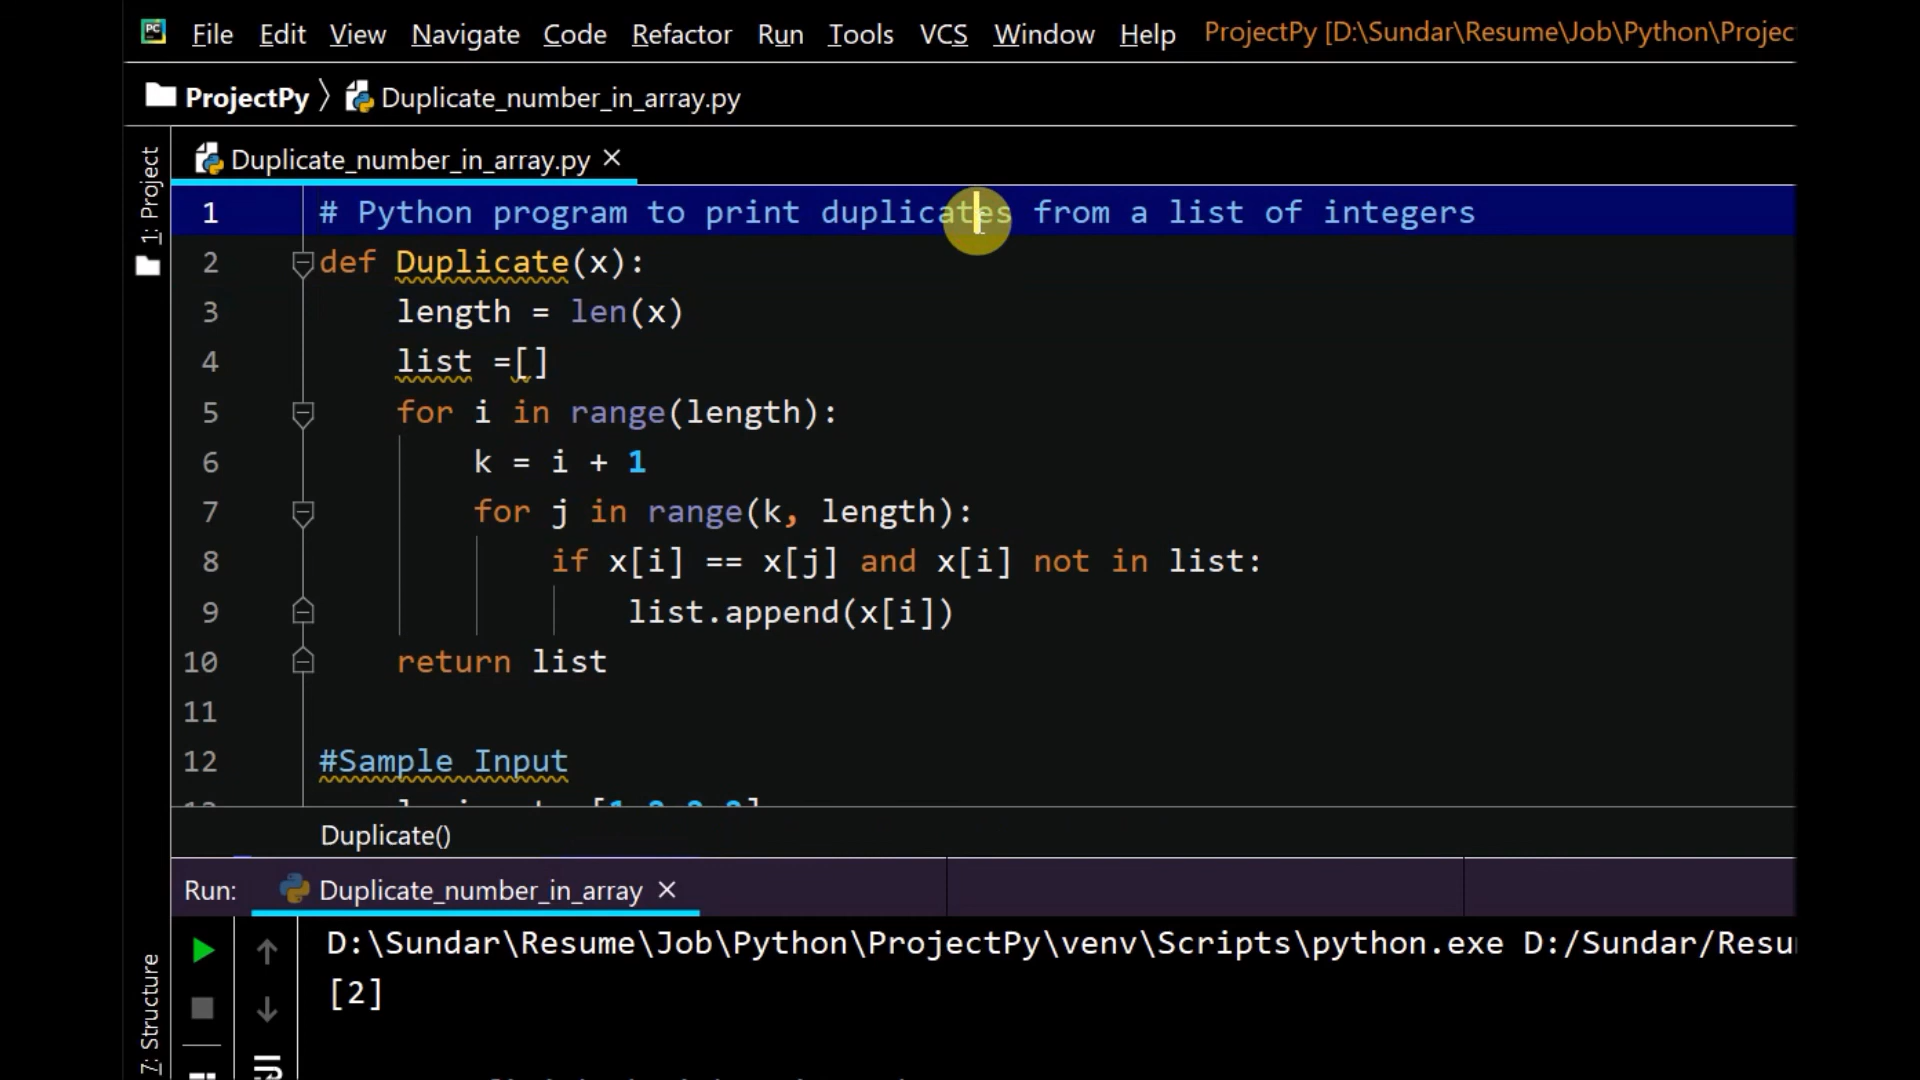 File Edit View Navigate Code Refactor Run Tools VCS Window Help ProjectPy [D:\Sundar\Resume\Job\Python\Projec
ProjectPy Duplicate_number_in_array.py
1: Project
Duplicate_number_in_array.py
1 # Python program to print duplicates from a list of integers
2 def Duplicate(x):
3 length = len(x)
4 list =[]
5 for i in range(length):
6 k = i + 1
7 for j in range(k, length):
8 if x[i] == x[j] and x[i] not in list:
9 list.append(x[i])
10 return list
11
12 #Sample Input
Duplicate()
Run: Duplicate_number_in_array
7: Structure
D:\Sundar\Resume\Job\Python\ProjectPy\venv\Scripts\python.exe D:/Sundar/Resu
[2]